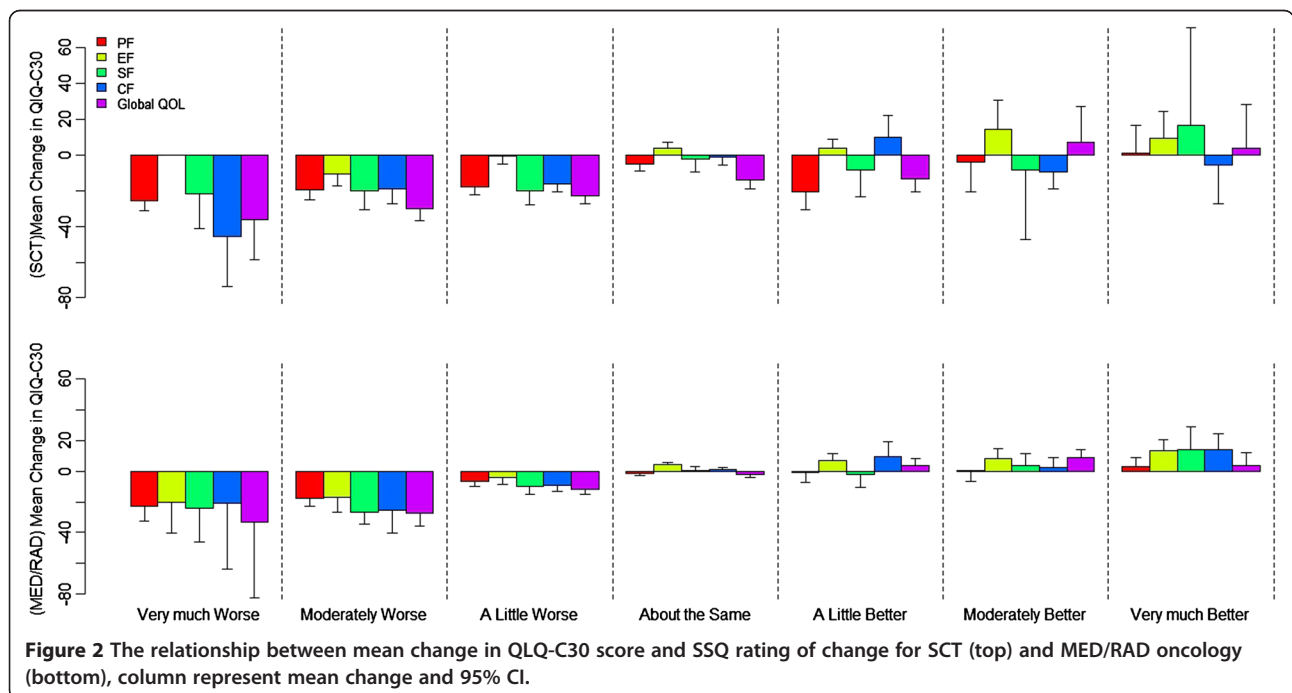 PF
EF
SF
CF
Global QOL
(SCT)Mean Change in QIQ-C30
60
40
20
0
-40
-80
(MED/RAD) Mean Change in QIQ-C30
60
20
0
-40
-80
Very much Worse
Moderately Worse
A Little Worse
About the Same
A Little Better
Moderately Better
Very much Better
Figure 2 The relationship between mean change in QLQ-C30 score and SSQ rating of change for SCT (top) and MED/RAD oncology
(bottom), column represent mean change and 95% CI.